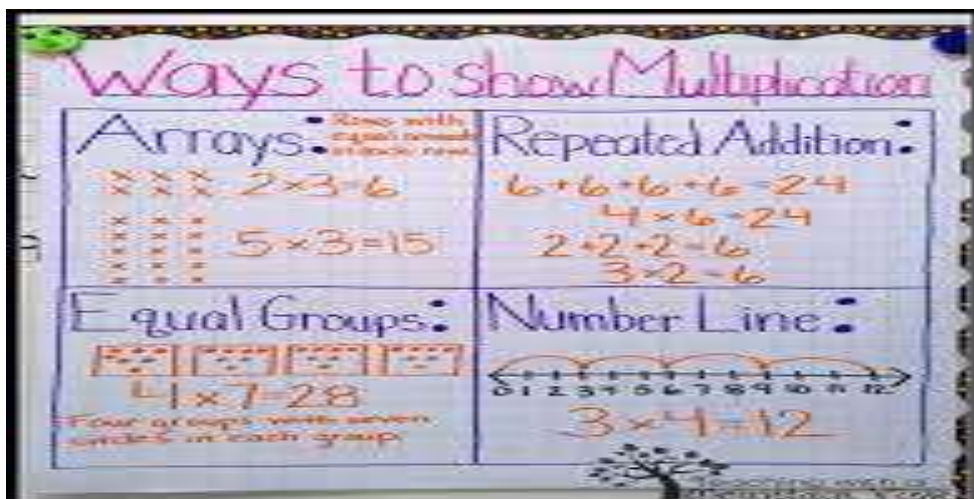 Ways to show Multiplication
Arrays:
Rows with
equal amounts
in each row.
2×3=6
5×3=15
Repeated Addition:
6+6+6+6=24
4×6=24
2+2+2=6
3×2=6
Equal Groups:
4×7=28
Four groups with seven
circles in each group
Number Line:
0 1 2 3 4 5 6 7 8 9 10 11 12
3×4=12